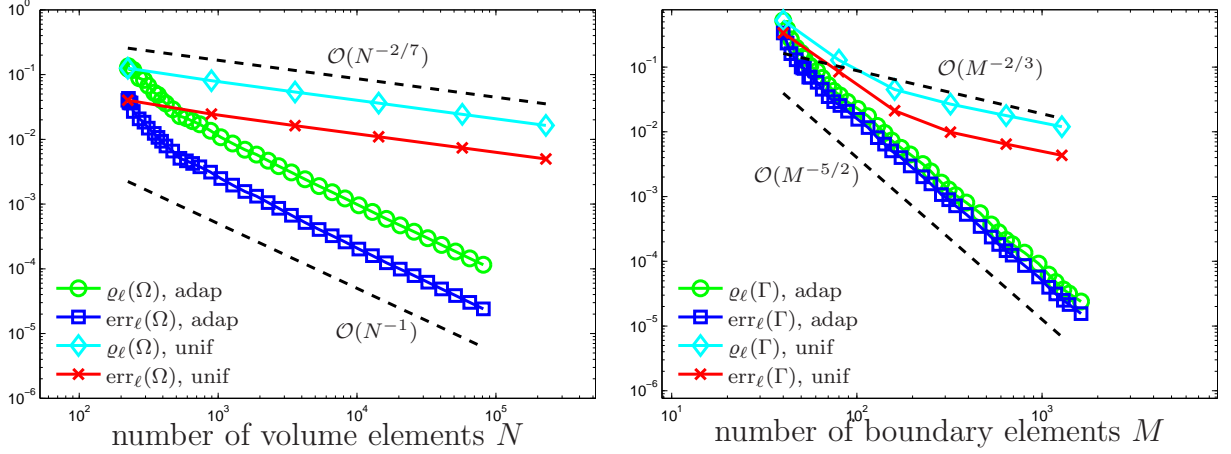 10^0
10^{-1}
10^{-2}
10^{-3}
10^{-4}
10^{-5}
10^{-6}
10^2
10^3
10^4
10^5
O(N^{-2/7})
O(N^{-1})
ϱ_ℓ(Ω), adap
err_ℓ(Ω), adap
ϱ_ℓ(Ω), unif
err_ℓ(Ω), unif
number of volume elements N
10^{-1}
10^{-2}
10^{-3}
10^{-4}
10^{-5}
10^{-6}
10^1
10^2
10^3
O(M^{-2/3})
O(M^{-5/2})
ϱ_ℓ(Γ), adap
err_ℓ(Γ), adap
ϱ_ℓ(Γ), unif
err_ℓ(Γ), unif
number of boundary elements M